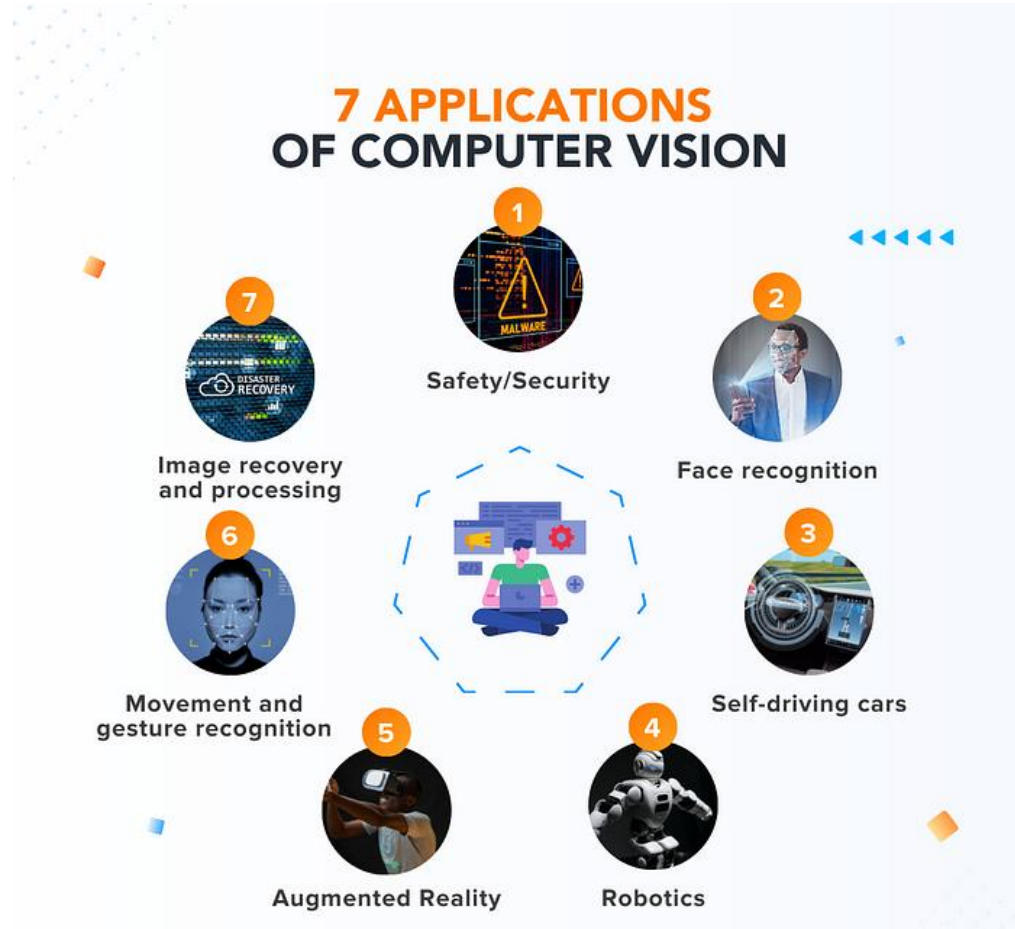 7 APPLICATIONS
OF COMPUTER VISION
1
MALWARE
Safety/Security
2
Face recognition
3
Self-driving cars
4
Robotics
5
Augmented Reality
6
Movement and
gesture recognition
7
DISASTER
RECOVERY
Image recovery
and processing
</>